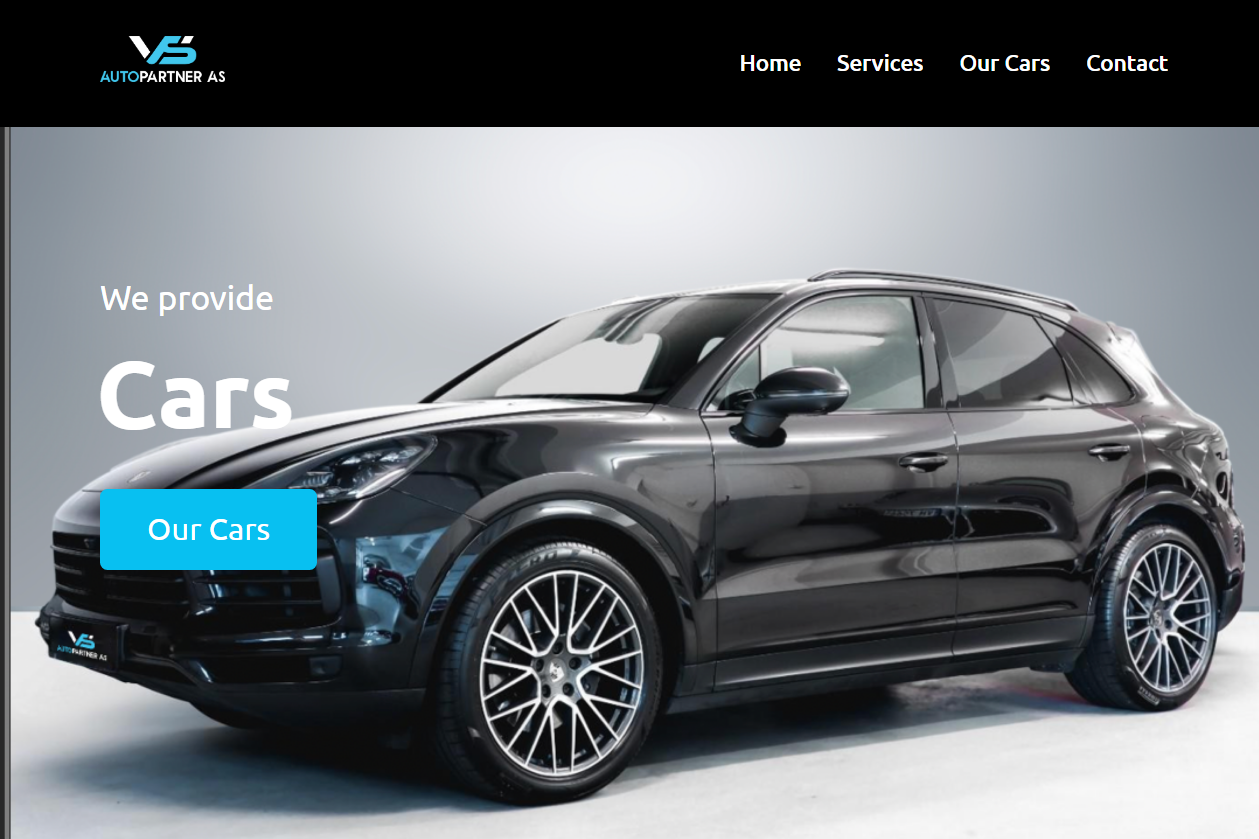 VS
AUTOPARTNER AS
Home Services Our Cars Contact
We provide
Cars
Our Cars
VS
AUTOPARTNER AS